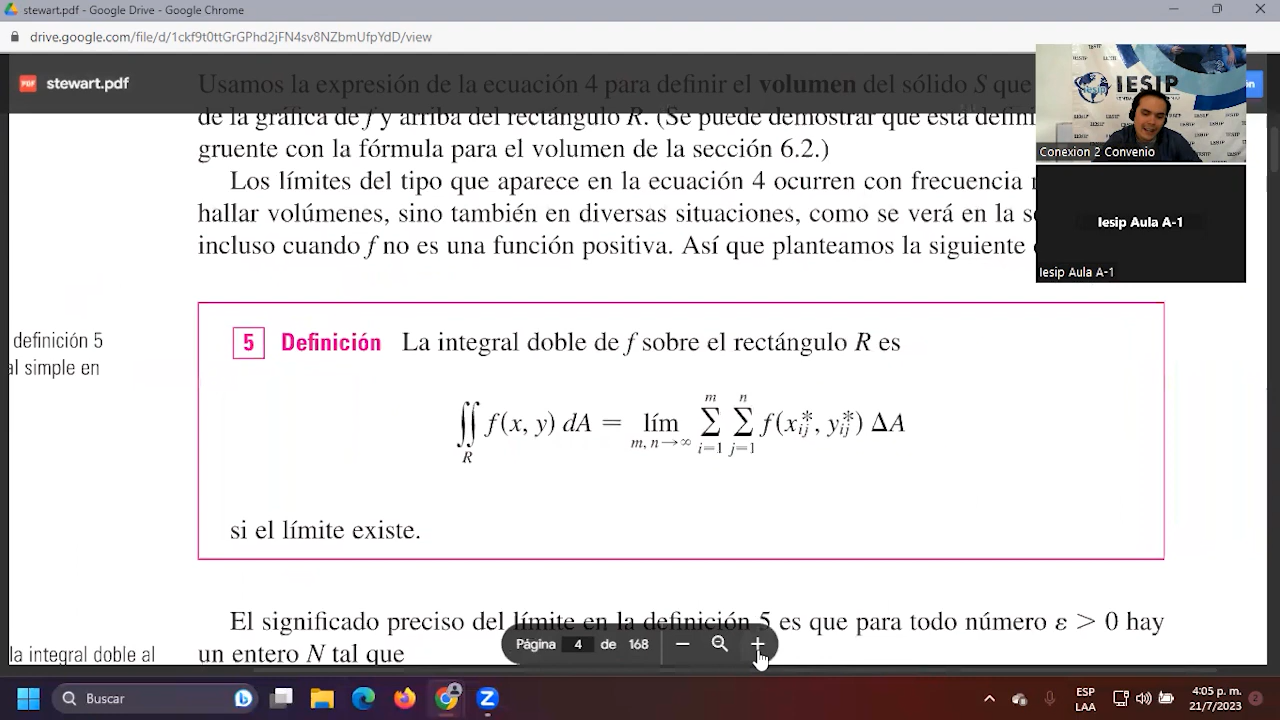 stewart.pdf - Google Drive - Google Chrome
drive.google.com/file/d/1ckf9t0ttGrGPhd2jFN4sv8NZbmUfpYdD/view
PDF stewart.pdf
Usamos la expresión de la ecuación 4 para definir el volumen del sólido S que
de la gráfica de f y arriba del rectángulo R. (Se puede demostrar que esta defini
gruente con la fórmula para el volumen de la sección 6.2.)
Los límites del tipo que aparece en la ecuación 4 ocurren con frecuencia
hallar volúmenes, sino también en diversas situaciones, como se verá en la se
incluso cuando f no es una función positiva. Así que planteamos la siguiente
IESIP
Conexion 2 Convenio
Iesip Aula A-1
Iesip Aula A-1
definición 5
al simple en
5 Definición La integral doble de f sobre el rectángulo R es
∬_R f(x, y) dA = lím_{m, n→∞} ∑_{i=1}^{m} ∑_{j=1}^{n} f(x*_{ij}, y*_{ij}) ΔA
si el límite existe.
El significado preciso del límite en la definición 5 es que para todo número ε > 0 hay
un entero N tal que
la integral doble al
Página 4 de 168
Buscar
ESP
LAA
4:05 p. m.
21/7/2023
2